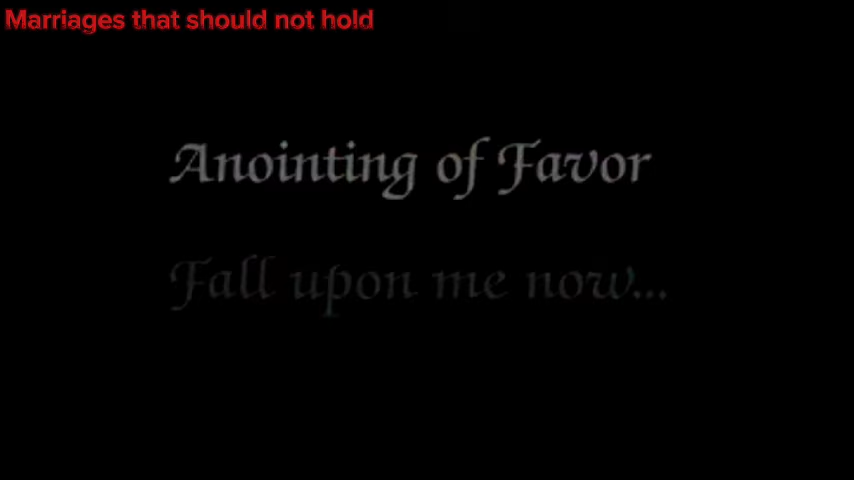 Marriages that should not hold
Anointing of Favor
Fall upon me now...